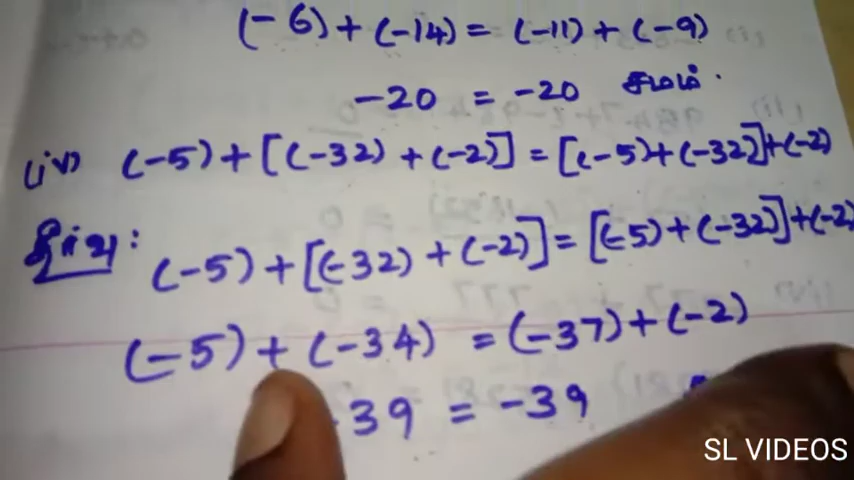 (-6) + (-14) = (-11) + (-9)
-20 = -20 சமம்.
(iv) (-5) + [(-32) + (-2)] = [(-5) + (-32)] + (-2)
தீர்வு:
(-5) + [(-32) + (-2)] = [(-5) + (-32)] + (-2)
(-5) + (-34) = (-37) + (-2)
-39 = -39
SL VIDEOS